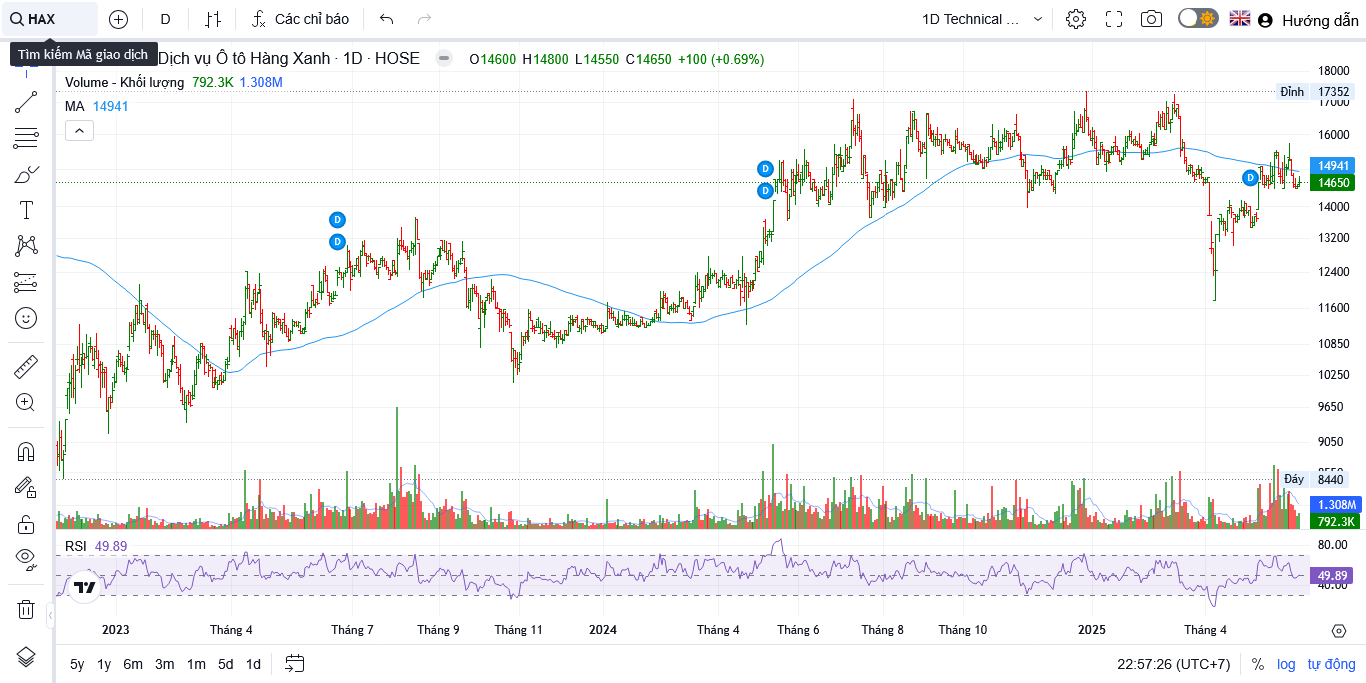 HAX
D
Các chỉ báo
1D Technical ...
Hướng dẫn
Tìm kiếm Mã giao dịch
Dịch vụ Ô tô Hàng Xanh · 1D · HOSE
O14600 H14800 L14550 C14650 +100 (+0.69%)
Volume - Khối lượng 792.3K 1.308M
MA 14941
18000
Đỉnh 17352
17000
16000
14941
14650
14000
13200
12400
11600
10850
10250
9650
9050
Đáy 8440
1.308M
792.3K
D
D
D
D
D
RSI 49.89
80.00
49.89
40.00
2023
Tháng 4
Tháng 7
Tháng 9
Tháng 11
2024
Tháng 4
Tháng 6
Tháng 8
Tháng 10
2025
Tháng 4
5y 1y 6m 3m 1m 5d 1d
22:57:26 (UTC+7)
% log tự động